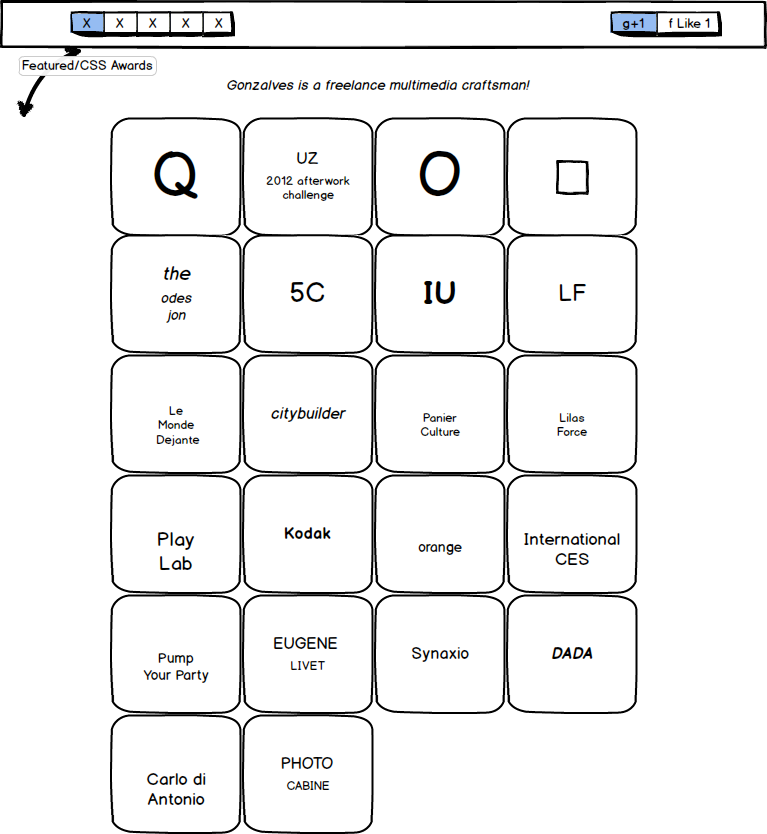 X X X X X g+1 f Like 1
Featured/CSS Awards
Gonzalves is a freelance multimedia craftsman!
Q
UZ
2012 afterwork
challenge
O
the
odes
jon
5C
IU
LF
Le
Monde
Dejante
citybuilder
Panier
Culture
Lilas
Force
Play
Lab
Kodak
orange
International
CES
Pump
Your Party
EUGENE
LIVET
Synaxio
DADA
Carlo di
Antonio
PHOTO
CABINE